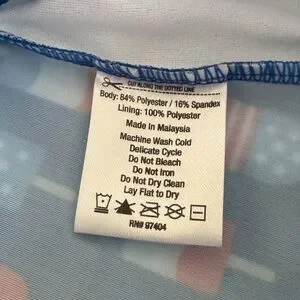 CUT ALONG THE DOTTED LINE
Body: 84% Polyester / 16% Spandex
Lining: 100% Polyester
Made in Malaysia
Machine Wash Cold
Delicate Cycle
Do Not Bleach
Do Not Iron
Do Not Dry Clean
Lay Flat to Dry
RN# 97404